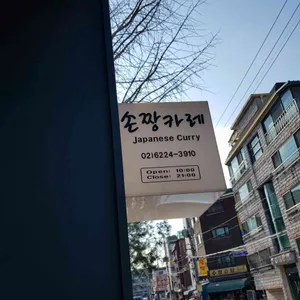 손짱카레
Japanese Curry
02)6224-3910
Open: 10:00
Close: 21:00